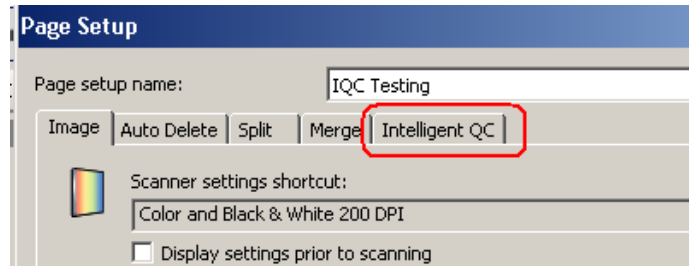 Page Setup
Page setup name: IQC Testing
Image Auto Delete Split Merge Intelligent QC
Scanner settings shortcut:
Color and Black & White 200 DPI
Display settings prior to scanning